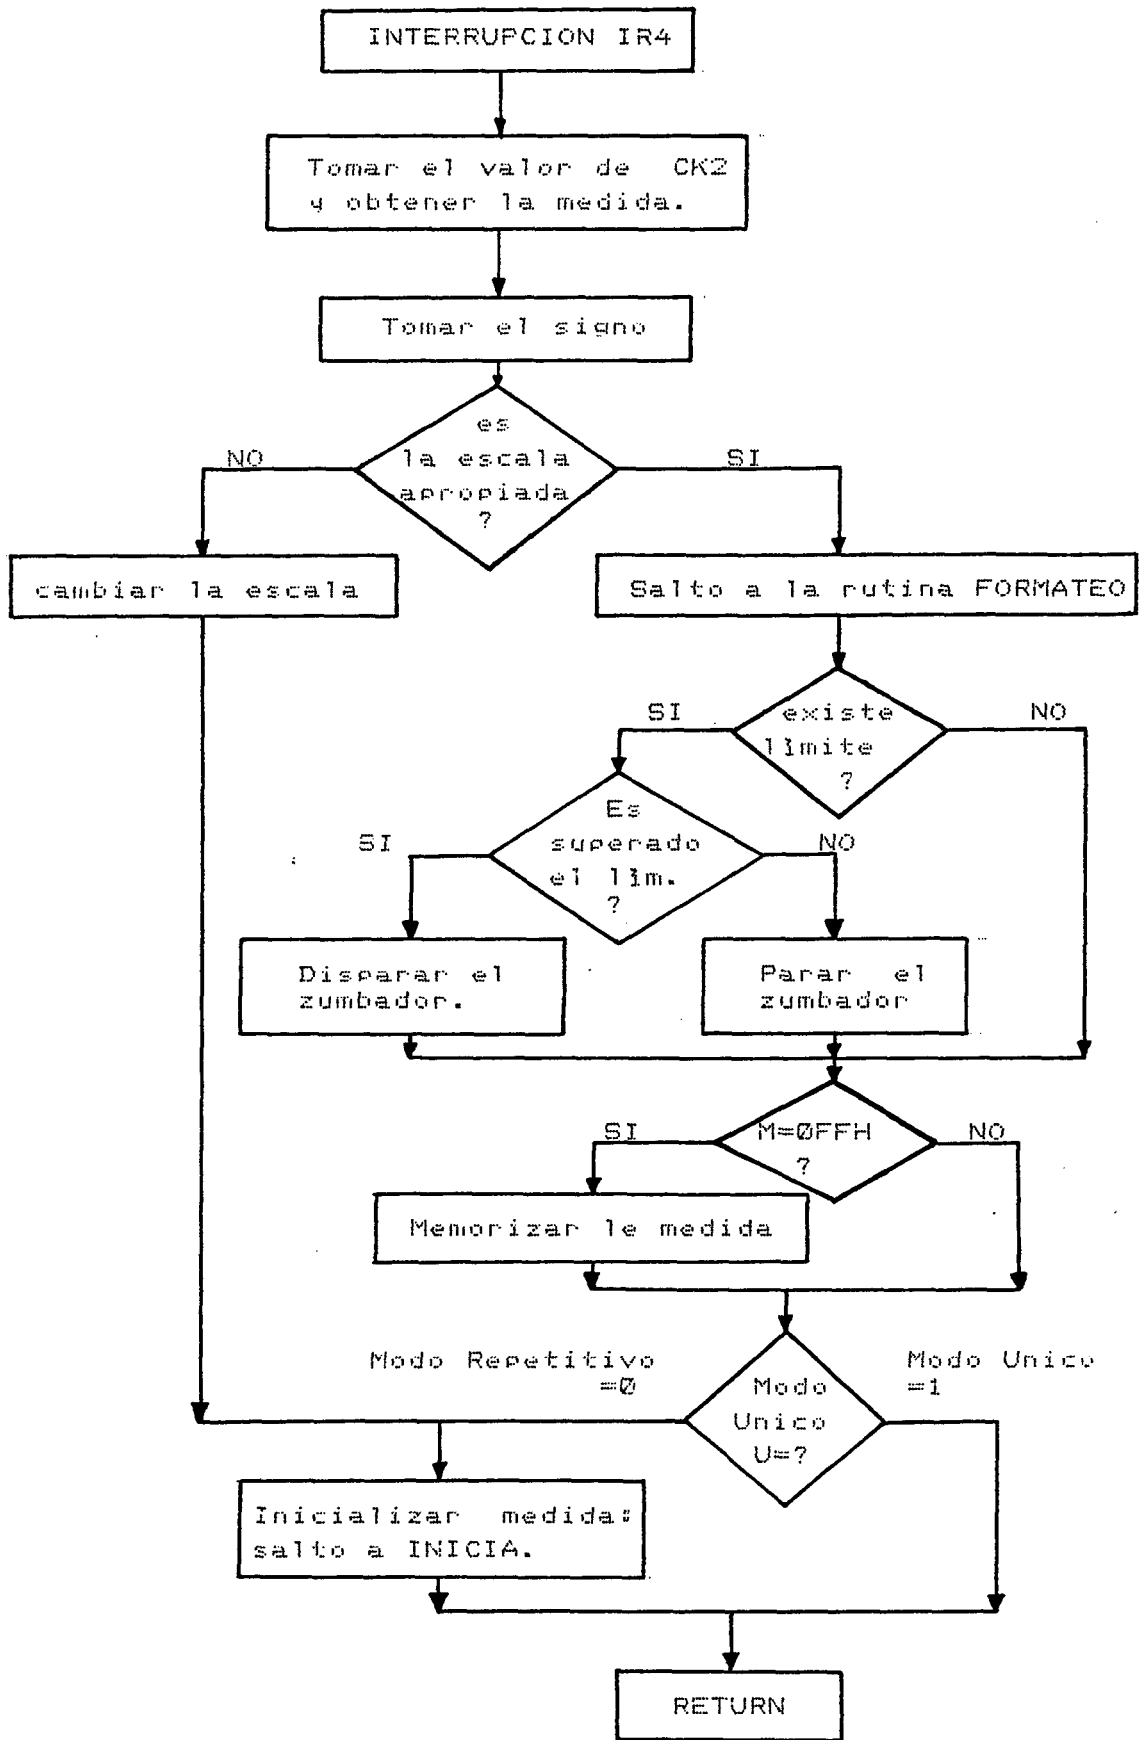 INTERRUPCION IR4
Tomar el valor de CK2
y obtener la medida.
Tomar el signo
es
la escala
apropiada
?
NO
SI
cambiar la escala
Salto a la rutina FORMATEO
existe
límite
?
SI
NO
Es
superado
el lím.
?
SI
NO
Disparar el
zumbador.
Parar el
zumbador
M=0FFH
?
SI
NO
Memorizar le medida
Modo Repetitivo
=0
Modo
Unico
U=?
Modo Unico
=1
Inicializar medida:
salto a INICIA.
RETURN